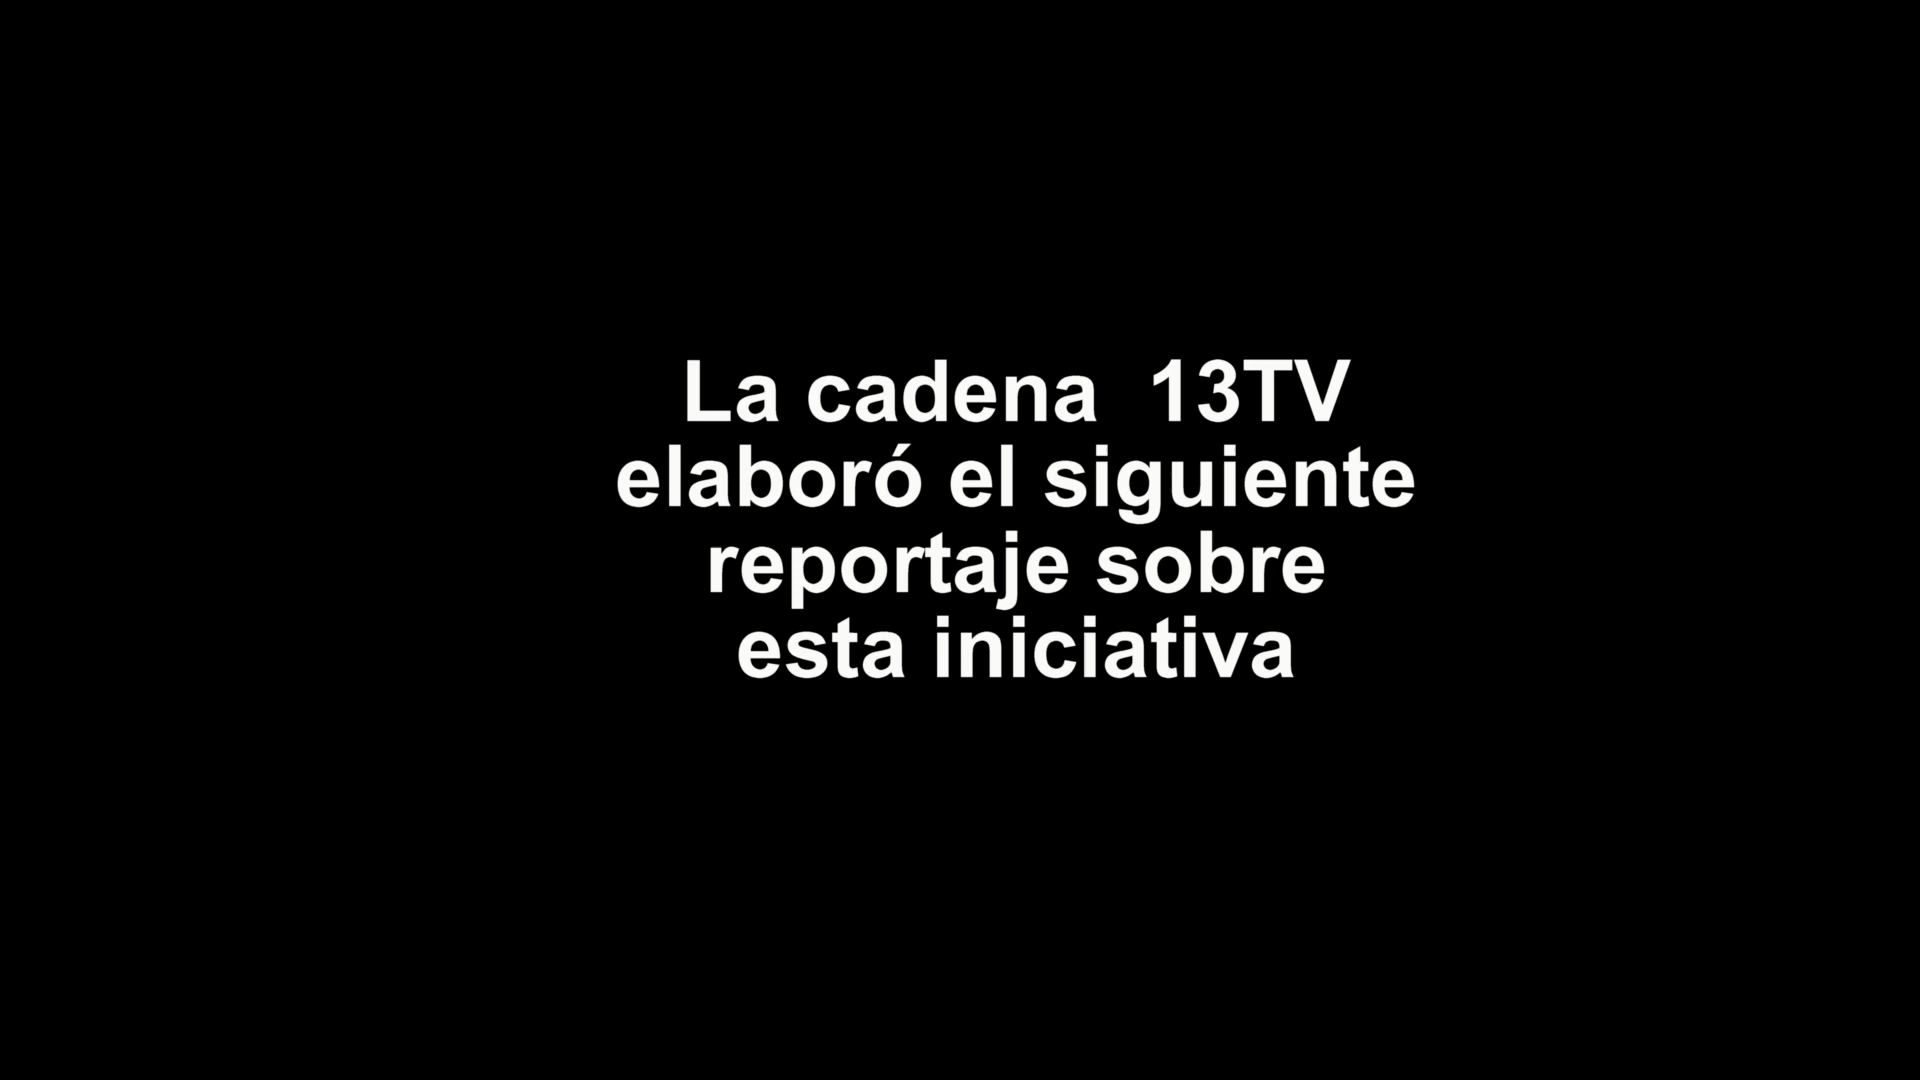 La cadena  13TV
elaboró el siguiente
reportaje sobre
esta iniciativa